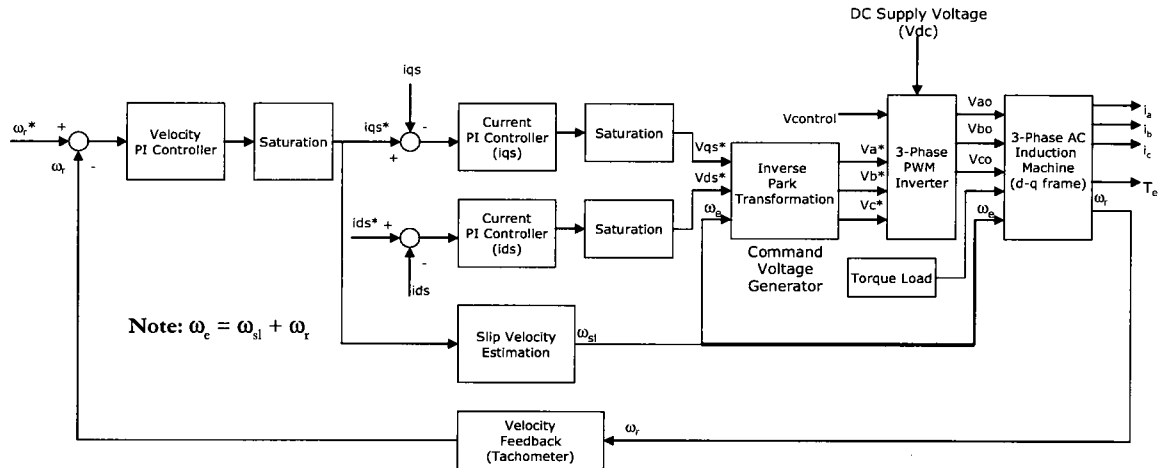 DC Supply Voltage
(Vdc)
iqs
ωr*
+
-
ωr
Velocity
PI Controller
Saturation
iqs*
-
+
Current
PI Controller
(iqs)
Saturation
Vqs*
Vds*
ωe
Inverse
Park
Transformation
Command
Voltage
Generator
Vcontrol
Va*
Vb*
Vc*
3-Phase
PWM
Inverter
Vao
Vbo
Vco
ωe
3-Phase AC
Induction
Machine
(d-q frame)
ia
ib
ic
Te
ωr
ids*
+
-
ids
Current
PI Controller
(ids)
Saturation
Torque Load
Note: ωe = ωsl + ωr
Slip Velocity
Estimation
ωsl
Velocity
Feedback
(Tachometer)
ωr